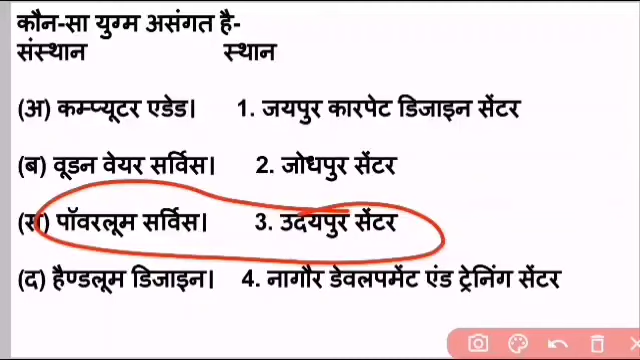 कौन-सा युग्म असंगत है-
संस्थान स्थान
(अ) कम्प्यूटर एडेड। 1. जयपुर कारपेट डिजाइन सेंटर
(ब) वूडन वेयर सर्विस। 2. जोधपुर सेंटर
(स) पॉवरलूम सर्विस। 3. उदयपुर सेंटर
(द) हैण्डलूम डिजाइन। 4. नागौर डेवलपमेंट एंड ट्रेनिंग सेंटर